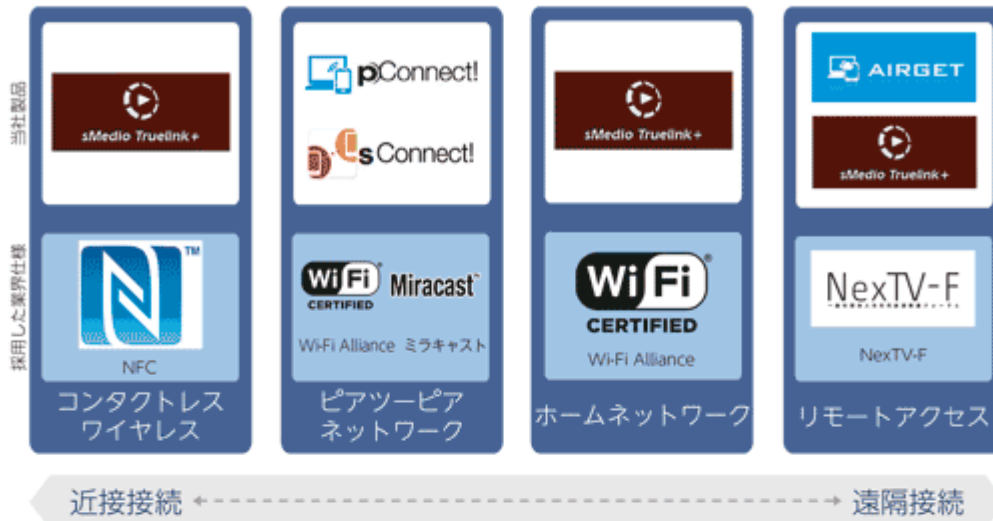 当社製品
sMedio Truelink+
pConnect!
sConnect!
sMedio Truelink+
AIRGET
sMedio Truelink+
採用した業界仕様
TM
NFC
Wi Fi
CERTIFIED
Miracast
Wi-Fi Alliance ミラキャスト
Wi Fi
CERTIFIED
Wi-Fi Alliance
NexTV-F
NexTV-F
コンタクトレス
ワイヤレス
ピアツーピア
ネットワーク
ホームネットワーク
リモートアクセス
近接接続
遠隔接続